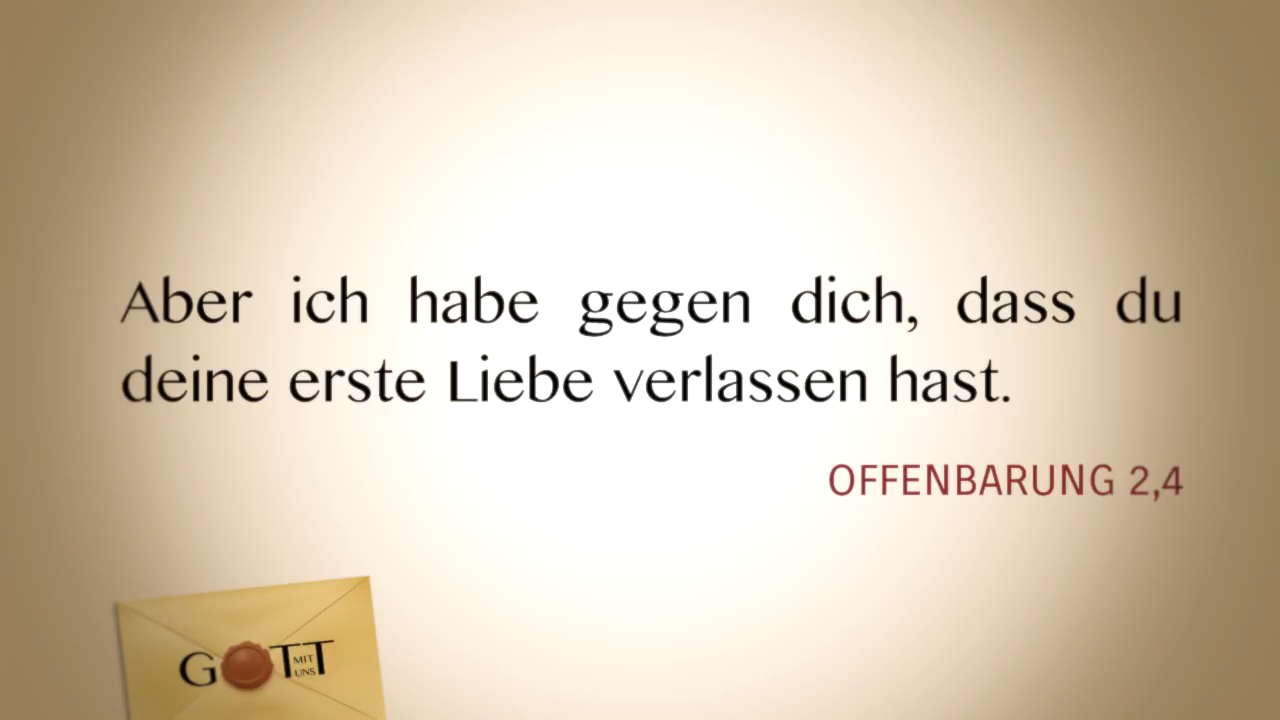 Aber ich habe gegen dich, dass du
deine erste Liebe verlassen hast.
OFFENBARUNG 2,4
GOTT
MIT
UNS